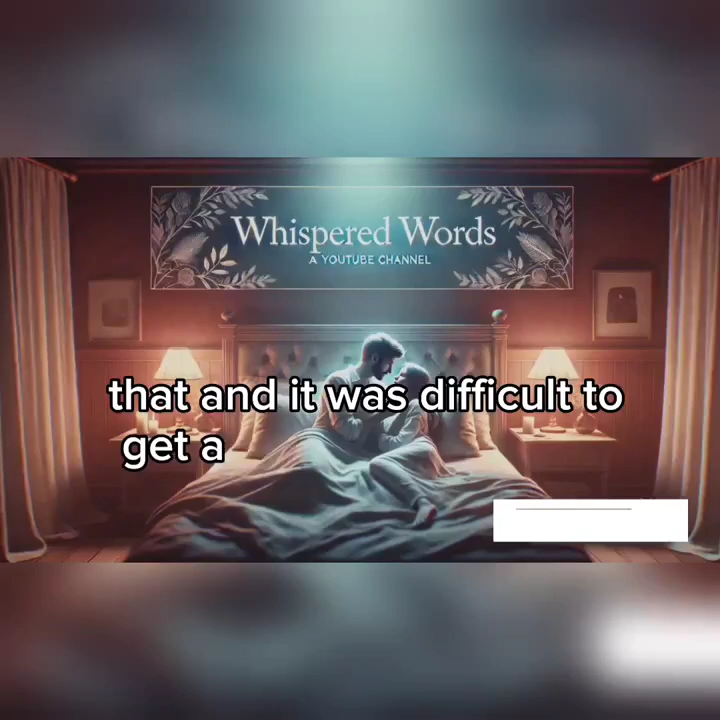 Whispered Words
A YOUTUBE CHANNEL
that and it was difficult to
get a